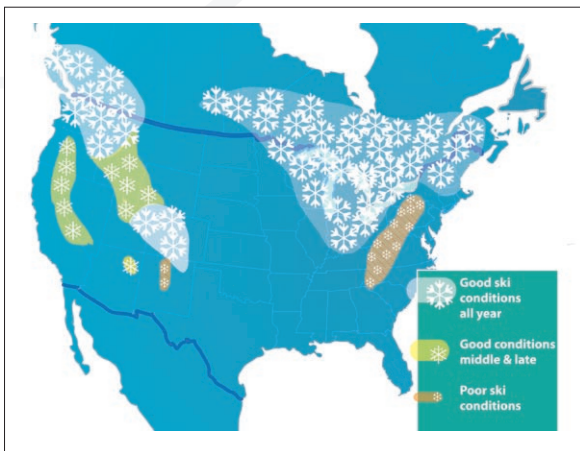 Good ski
conditions
all year
Good conditions
middle & late
Poor ski
conditions